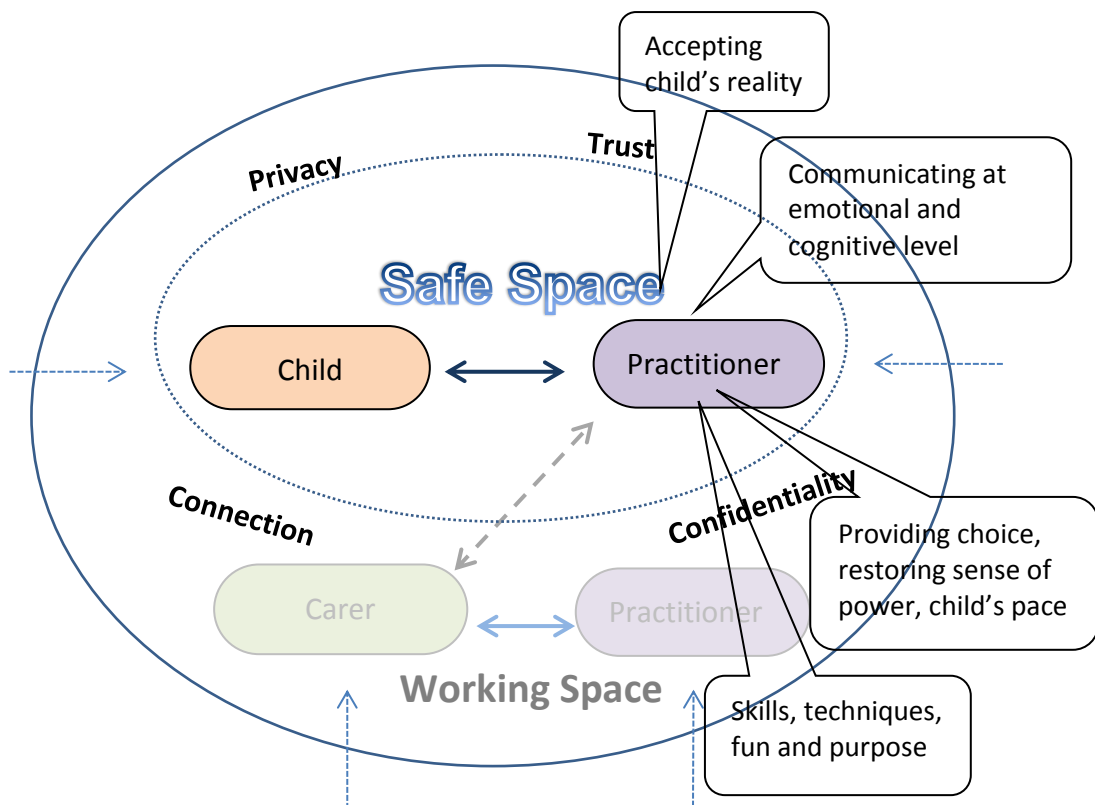 Accepting
child’s reality
Trust
Privacy
Communicating at
emotional and
cognitive level
Safe Space
Child
Practitioner
Connection
Confidentiality
Providing choice,
restoring sense of
power, child’s pace
Carer
Practitioner
Working Space
Skills, techniques,
fun and purpose